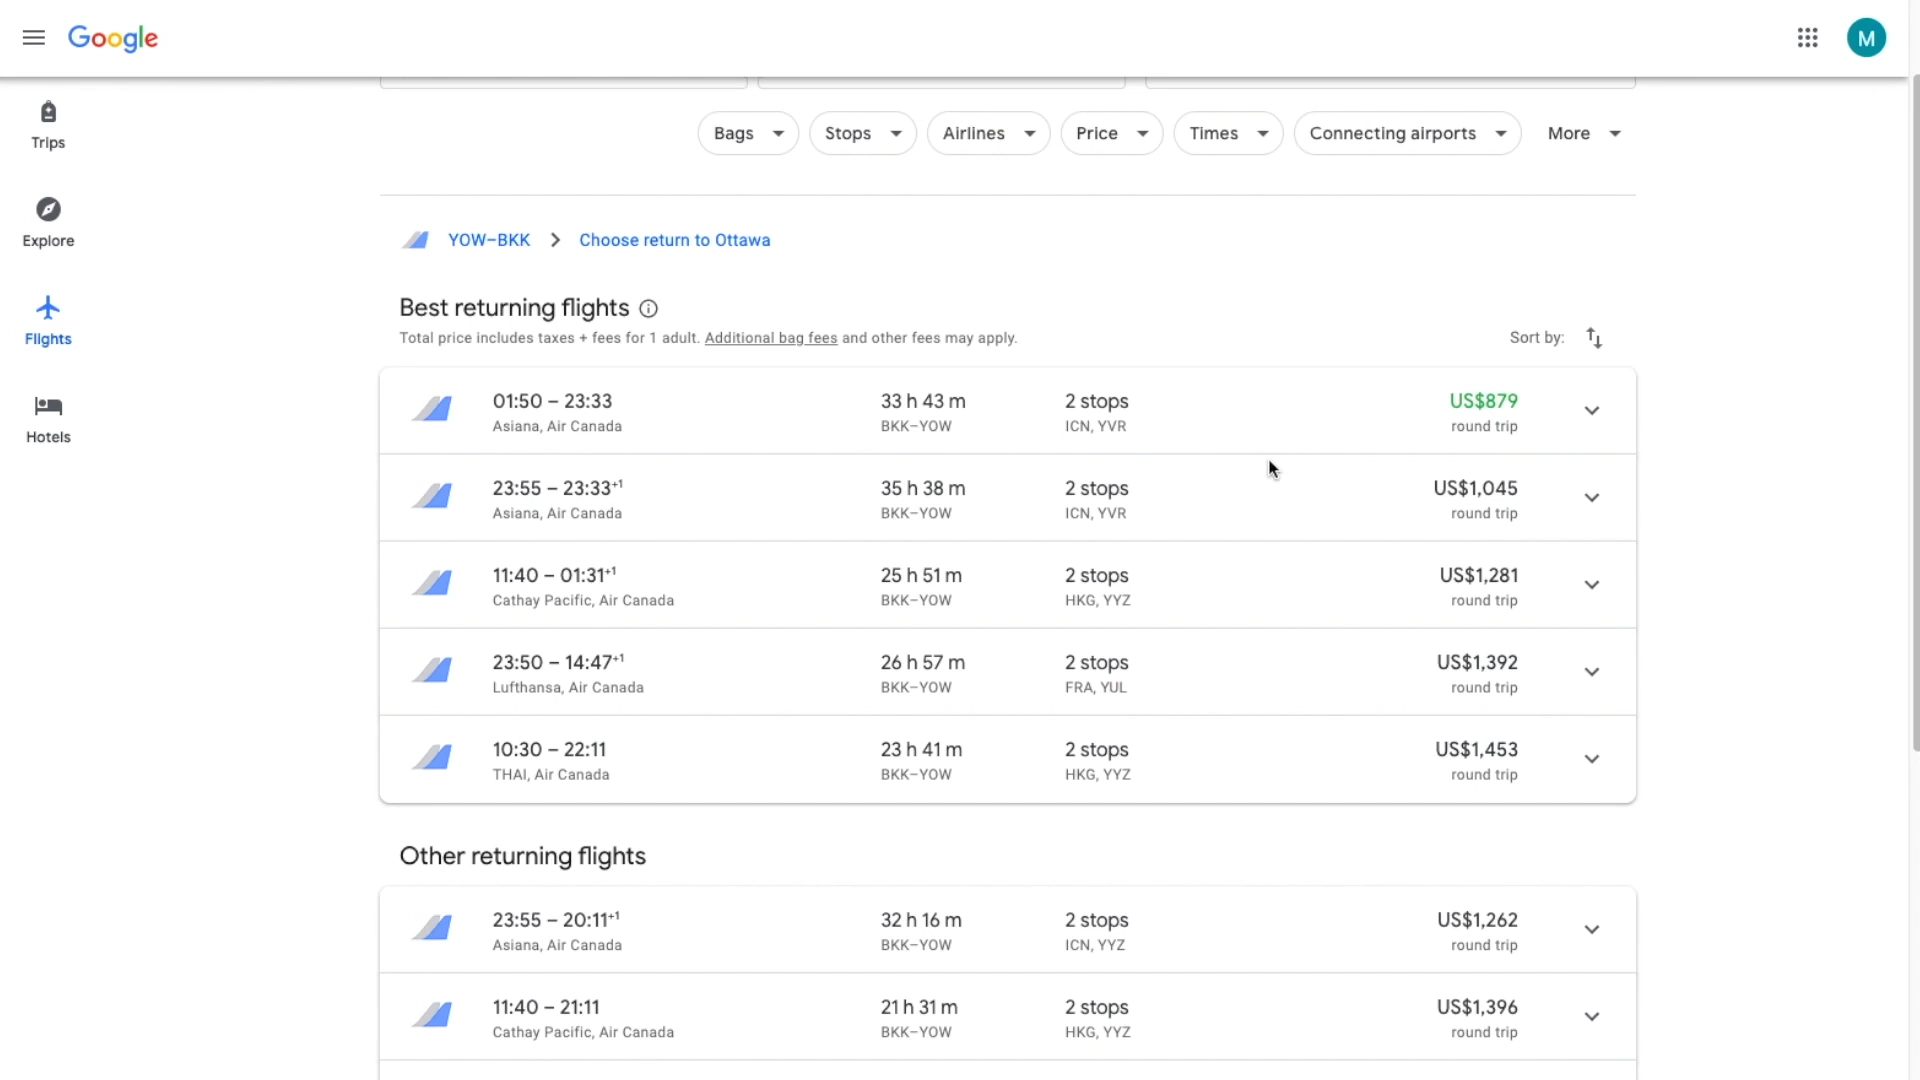 Google
M
Trips
Explore
Flights
Hotels
Bags Stops Airlines Price Times Connecting airports More
YOW–BKK Choose return to Ottawa
Best returning flights
Total price includes taxes + fees for 1 adult. Additional bag fees and other fees may apply.
Sort by:
01:50 – 23:33 33 h 43 m 2 stops US$879
Asiana, Air Canada BKK–YOW ICN, YVR round trip
23:55 – 23:33+1 35 h 38 m 2 stops US$1,045
Asiana, Air Canada BKK–YOW ICN, YVR round trip
11:40 – 01:31+1 25 h 51 m 2 stops US$1,281
Cathay Pacific, Air Canada BKK–YOW HKG, YYZ round trip
23:50 – 14:47+1 26 h 57 m 2 stops US$1,392
Lufthansa, Air Canada BKK–YOW FRA, YUL round trip
10:30 – 22:11 23 h 41 m 2 stops US$1,453
THAI, Air Canada BKK–YOW HKG, YYZ round trip
Other returning flights
23:55 – 20:11+1 32 h 16 m 2 stops US$1,262
Asiana, Air Canada BKK–YOW ICN, YYZ round trip
11:40 – 21:11 21 h 31 m 2 stops US$1,396
Cathay Pacific, Air Canada BKK–YOW HKG, YYZ round trip